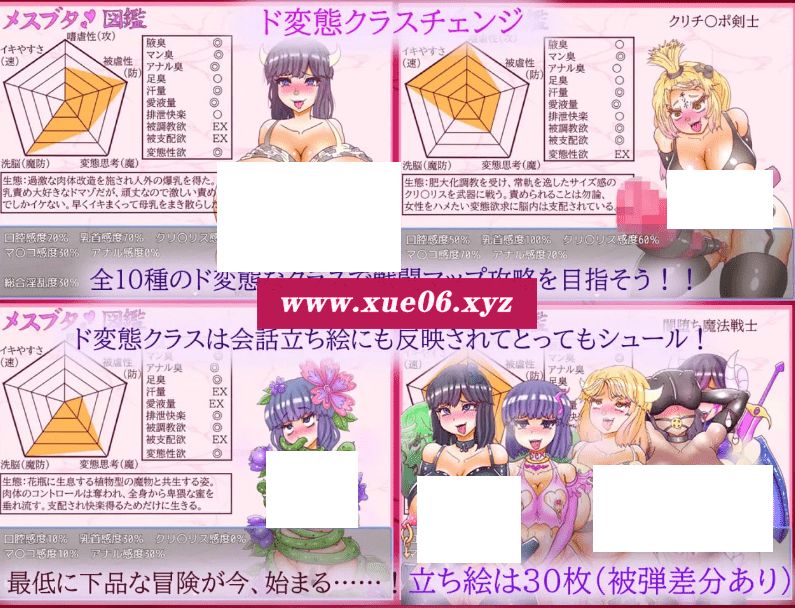 メスブタ♥図鑑
ド変態クラスチェンジ
嗜虐性(攻)
イキやすさ(速)
被虐性(防)
洗脳(魔防)
変態思考(魔)
腋臭 ◎
マン臭 ◎
アナル臭 ◎
足臭 ○
汗量 ◎
愛液量 ◎
排泄快楽 ○
被調教欲 EX
被支配欲 EX
変態性欲 ◎
生態:過激な肉体改造を施され人外の爆乳を得た。
乳責め大好きなドマゾだが、頑丈なので激しい責め
でしかイケない。早くイキまくって母乳をまき散らした
口腔感度20% 乳首感度70% クリ〇リス感
マ〇コ感度30% アナル感度0%
総合淫乱度30%
クリチ〇ポ剣士
(速)
(防)
洗脳(魔防)
変態思考(魔)
腋臭 ○
マン臭 ◎
アナル臭 ○
足臭 ○
汗量 ◎
愛液量 ◎
排泄快楽 ○
被調教欲 ◎
被支配欲 ◎
変態性欲 EX
生態:肥大化調教を受け、常軌を逸したサイズ感の
クリ〇リスを武器に戦う。責められることは勿論、
女性をハメたい変態欲求に脳内は支配されている。
口腔感度50% 乳首感度100% クリ〇リス感度60%
マ〇コ感度70% アナル感度20%
全10種のド変態なクラスで戦闘マップ攻略を目指そう!!
www.xue06.xyz
メスブタ♥図鑑
闇堕ち魔法戦士
ド変態クラスは会話立ち絵にも反映されてとってもシュール!
イキやすさ(速)
洗脳(魔防)
変態思考(魔)
マン臭 ◎
アナル臭 ◎
足臭 ◎
汗量 EX
愛液量 EX
排泄快楽 ◎
被調教欲 ◎
被支配欲 EX
変態性欲 ◎
生態:花瓶に生息する植物型の魔物と共生する姿。
肉体のコントロールは奪われ、全身から卑猥な蜜を
垂れ流す。支配され快楽得るためだけに生きる。
口腔感度10% 乳首感度30% クリ〇リス感度0%
マ〇コ感度10% アナル感度30%
最低に下品な冒険が今、始まる……!
立ち絵は30枚(被弾差分あり)